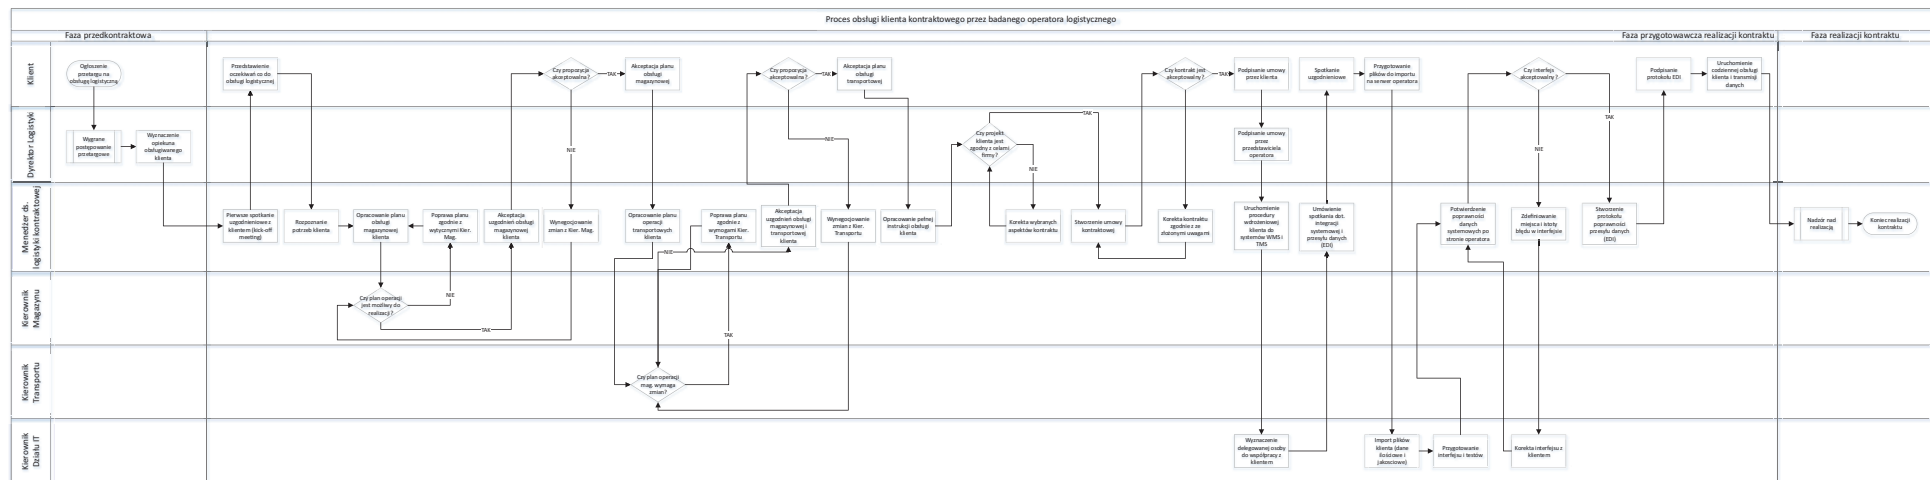 Proces obsługi klienta kontraktowego przez badanego operatora logistycznego
Faza przedkontraktowa
Faza przygotowawcza realizacji kontraktu
Faza realizacji kontraktu
Klient
Ogłoszenie
przetargu na
obsługę logistyczną
Przedstawienie
oczekiwań co do
obsługi logistycznej
Czy propozycja
akceptowalna?
TAK
Akceptacja planu
obsługi
magazynowej
Czy propozycja
akceptowalna?
TAK
Akceptacja planu
obsługi
transportowej
Czy kontrakt jest
akceptowalny?
TAK
Podpisanie umowy
przez klienta
Spotkanie
uzgodnieniowe
Przygotowanie
plików do importu
na serwer operatora
Czy interfejs
akceptowalny?
Podpisanie
protokołu EDI
Uruchomienie
codziennej obsługi
klienta i transmisji
danych
Dyrektor Logistyki
Wygrane
postępowanie
przetargowe
Wyznaczenie
opiekuna
obsługiwanego
klienta
NIE
NIE
Czy projekt
klienta jest
zgodny z celami
firmy?
TAK
NIE
Podpisanie umowy
przez
przedstawiciela
operatora
NIE
TAK
Menedżer ds.
logistyki kontraktowej
Pierwsze spotkanie
uzgodnieniowe z
klientem (kick-off
meeting)
Rozpoznanie
potrzeb klienta
Opracowanie planu
obsługi
magazynowej
klienta
Poprawa planu
zgodnie z
wytycznymi Kier.
Mag.
Akceptacja
uzgodnień obsługi
magazynowej
klienta
Wynegocjowanie
zmian z Kier. Mag.
Opracowanie planu
operacji
transportowych
klienta
Poprawa planu
zgodnie z
wymogami Kier.
Transportu
Akceptacja
uzgodnień obsługi
magazynowej i
transportowej
klienta
Wynegocjowanie
zmian z Kier.
Transportu
Opracowanie pełnej
instrukcji obsługi
klienta
Korekta wybranych
aspektów kontraktu
Stworzenie umowy
kontraktowej
Korekta kontraktu
zgodnie ze
złożonymi uwagami
Uruchomienie
procedury
wdrożeniowej
klienta do
systemów WMS i
TMS
Umówienie
spotkania dot.
integracji
systemowej i
przesyłu danych
(EDI)
Potwierdzenie
poprawności
danych
systemowych po
stronie operatora
Zdefiniowanie
miejsca i istoty
błędu w interfejsie
Stworzenie
protokołu
poprawności
przesyłu danych
(EDI)
Nadzór nad
realizacją
Koniec realizacji
kontraktu
NIE
Kierownik
Magazynu
Czy plan operacji
jest możliwy do
realizacji?
NIE
TAK
TAK
Kierownik
Transportu
Czy plan operacji
mag. wymaga
zmian?
Kierownik
Działu IT
Wyznaczenie
delegowanej osoby
do współpracy z
klientem
Import plików
klienta (dane
ilościowe i
jakościowe)
Przygotowanie
interfejsu i testów
Korekta interfejsu z
klientem